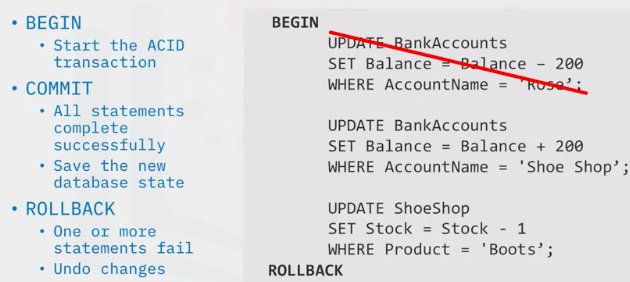 • BEGIN
• Start the ACID
transaction
• COMMIT
• All statements
complete
successfully
• Save the new
database state
• ROLLBACK
• One or more
statements fail
• Undo changes
BEGIN
UPDATE BankAccounts
SET Balance = Balance – 200
WHERE AccountName = 'Rose’;
UPDATE BankAccounts
SET Balance = Balance + 200
WHERE AccountName = 'Shoe Shop’;
UPDATE ShoeShop
SET Stock = Stock - 1
WHERE Product = 'Boots’;
ROLLBACK